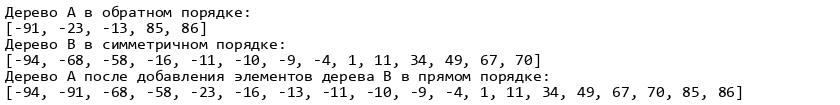 Дерево A в обратном порядке:
[-91, -23, -13, 85, 86]
Дерево B в симметричном порядке:
[-94, -68, -58, -16, -11, -10, -9, -4, 1, 11, 34, 49, 67, 70]
Дерево A после добавления элементов дерева B в прямом порядке:
[-94, -91, -68, -58, -23, -16, -13, -11, -10, -9, -4, 1, 11, 34, 49, 67, 70, 85, 86]